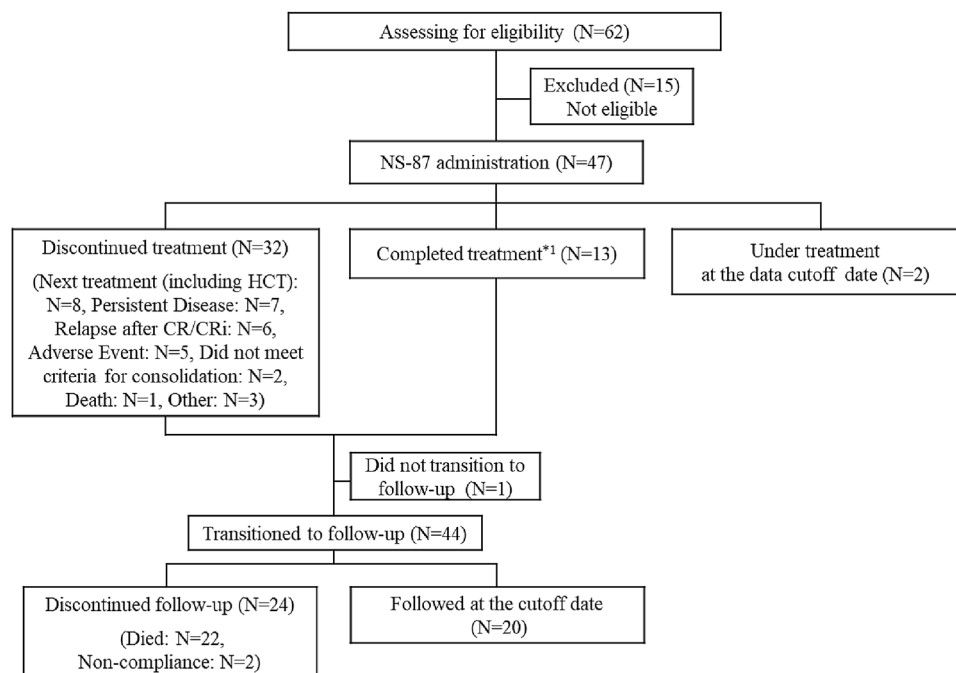 Assessing for eligibility (N=62)
Excluded (N=15)
Not eligible
NS-87 administration (N=47)
Discontinued treatment (N=32)
(Next treatment (including HCT):
N=8, Persistent Disease: N=7,
Relapse after CR/CRi: N=6,
Adverse Event: N=5, Did not meet
criteria for consolidation: N=2,
Death: N=1, Other: N=3)
Completed treatment*1 (N=13)
Under treatment
at the data cutoff date (N=2)
Did not transition to
follow-up (N=1)
Transitioned to follow-up (N=44)
Discontinued follow-up (N=24)
(Died: N=22,
Non-compliance: N=2)
Followed at the cutoff date
(N=20)